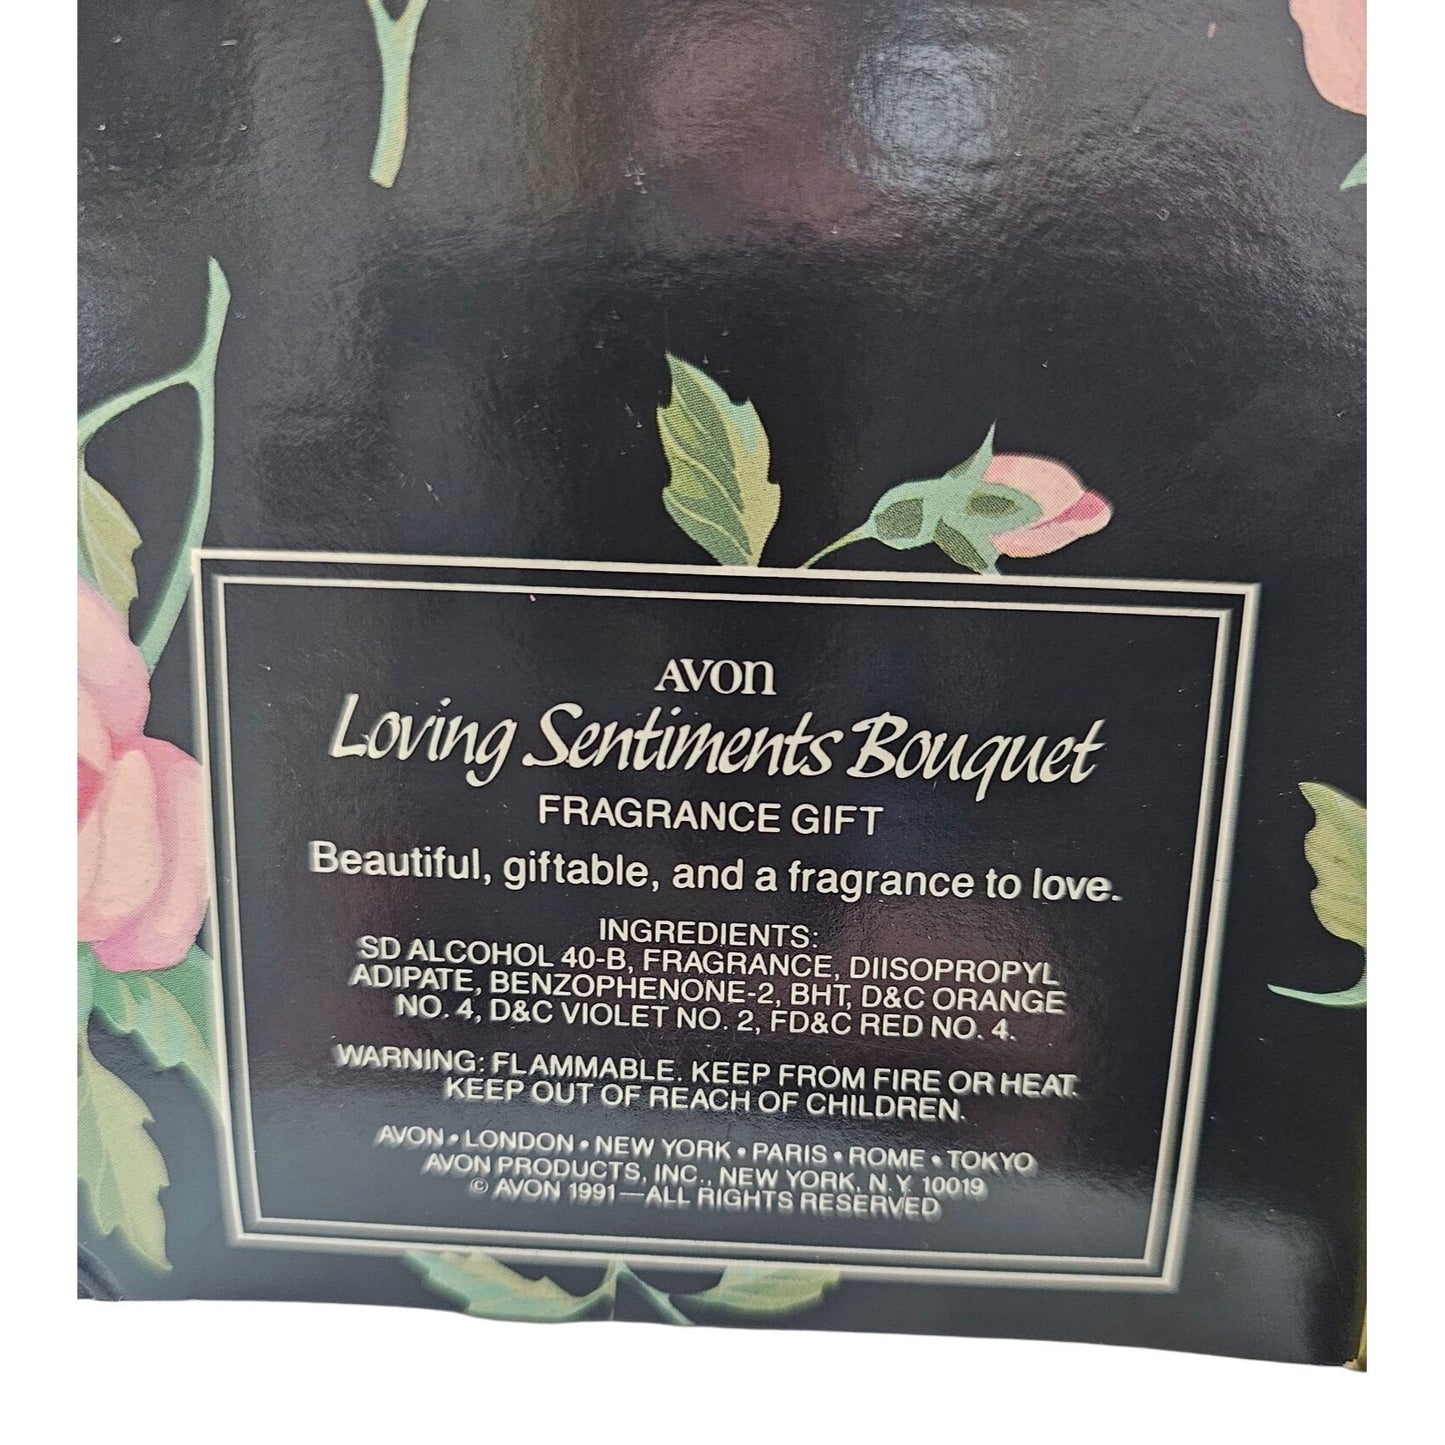 AVON
Loving Sentiments Bouquet
FRAGRANCE GIFT
Beautiful, giftable, and a fragrance to love.
INGREDIENTS:
SD ALCOHOL 40-B, FRAGRANCE, DIISOPROPYL
ADIPATE, BENZOPHENONE-2, BHT, D&C ORANGE
NO. 4, D&C VIOLET NO. 2, FD&C RED NO. 4.
WARNING: FLAMMABLE. KEEP FROM FIRE OR HEAT.
KEEP OUT OF REACH OF CHILDREN.
AVON • LONDON • NEW YORK • PARIS • ROME • TOKYO
AVON PRODUCTS, INC., NEW YORK, N.Y. 10019
© AVON 1991—ALL RIGHTS RESERVED